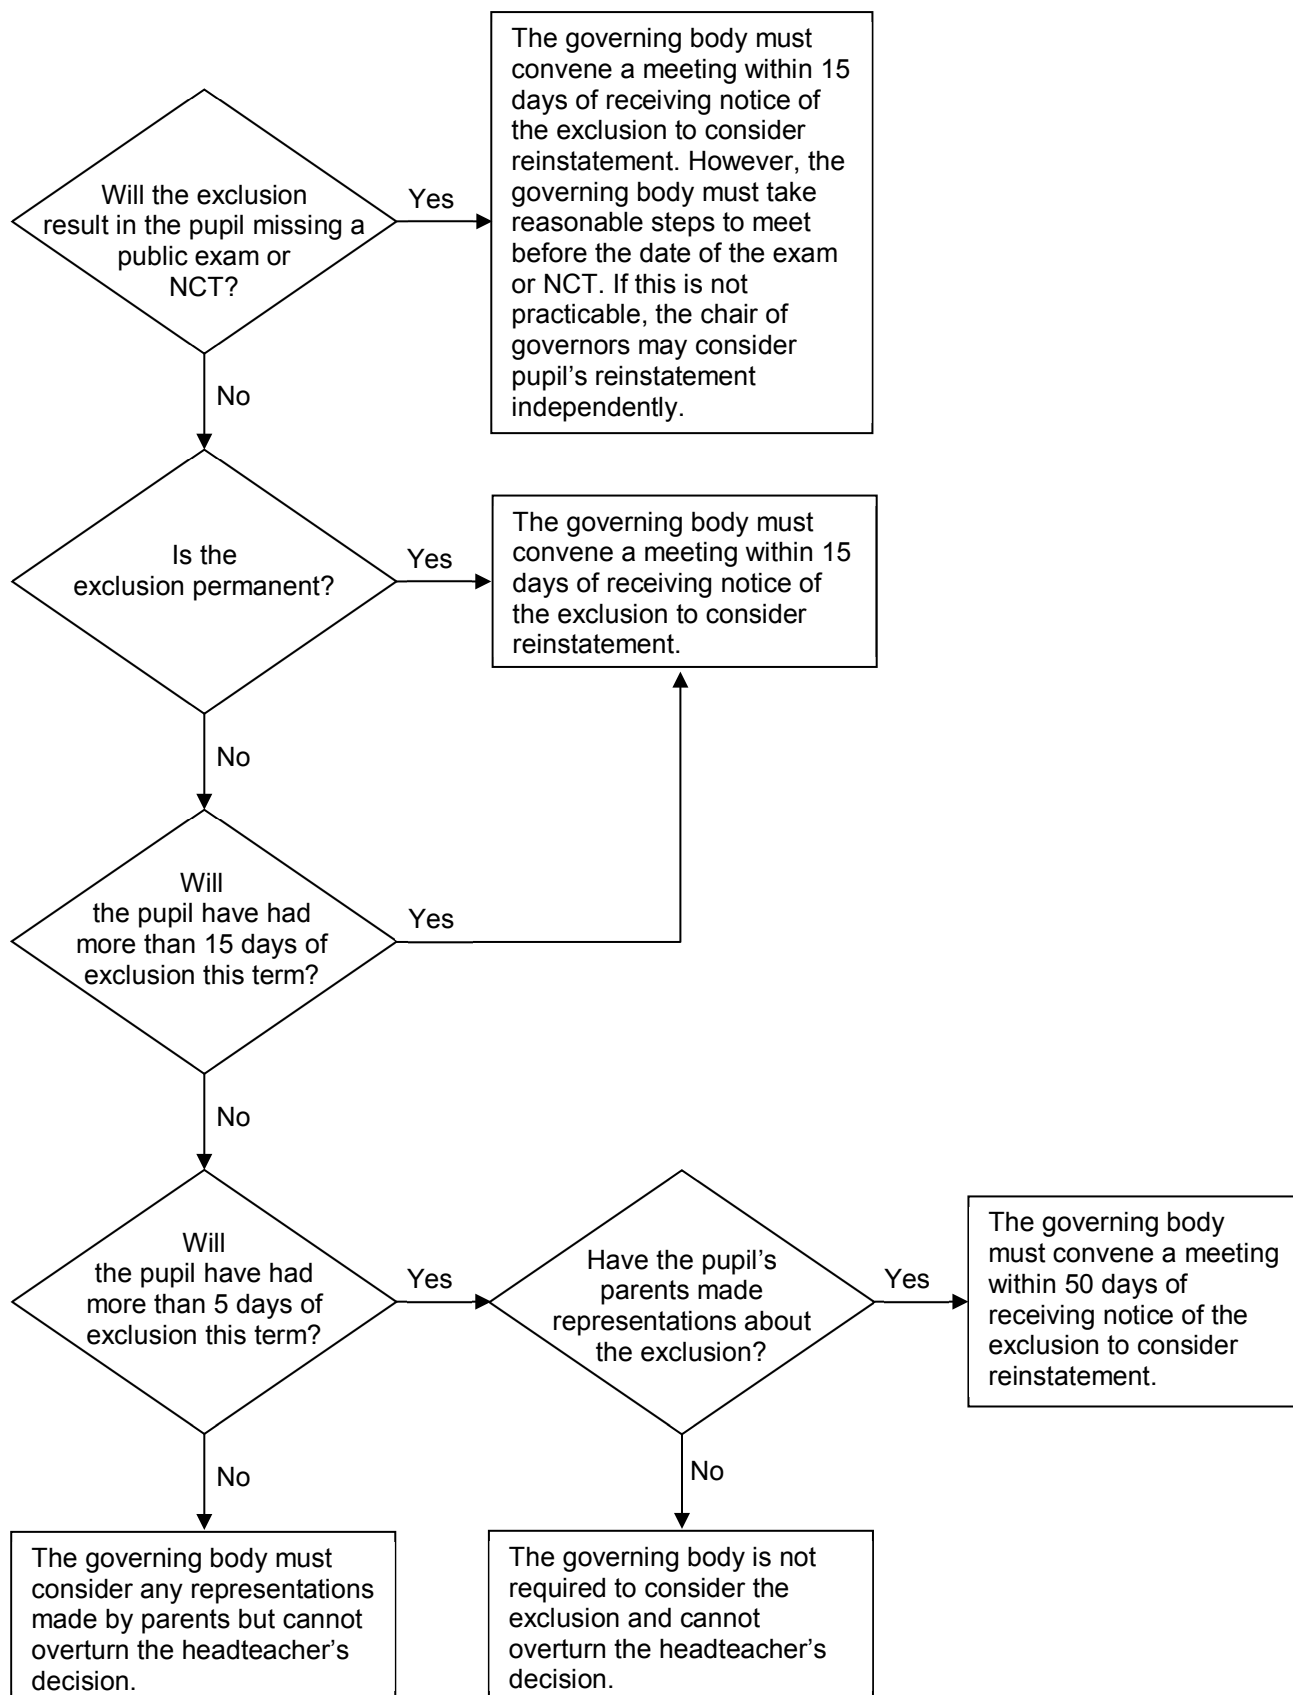 Will the exclusion
result in the pupil missing a
public exam or
NCT?
Yes
The governing body must
convene a meeting within 15
days of receiving notice of
the exclusion to consider
reinstatement. However, the
governing body must take
reasonable steps to meet
before the date of the exam
or NCT. If this is not
practicable, the chair of
governors may consider
pupil’s reinstatement
independently.
No
Is the
exclusion permanent?
Yes
The governing body must
convene a meeting within 15
days of receiving notice of
the exclusion to consider
reinstatement.
No
Will
the pupil have had
more than 15 days of
exclusion this term?
Yes
No
Will
the pupil have had
more than 5 days of
exclusion this term?
Yes
Have the pupil’s
parents made
representations about
the exclusion?
Yes
The governing body
must convene a meeting
within 50 days of
receiving notice of the
exclusion to consider
reinstatement.
No
The governing body must
consider any representations
made by parents but cannot
overturn the headteacher’s
decision.
No
The governing body is not
required to consider the
exclusion and cannot
overturn the headteacher’s
decision.